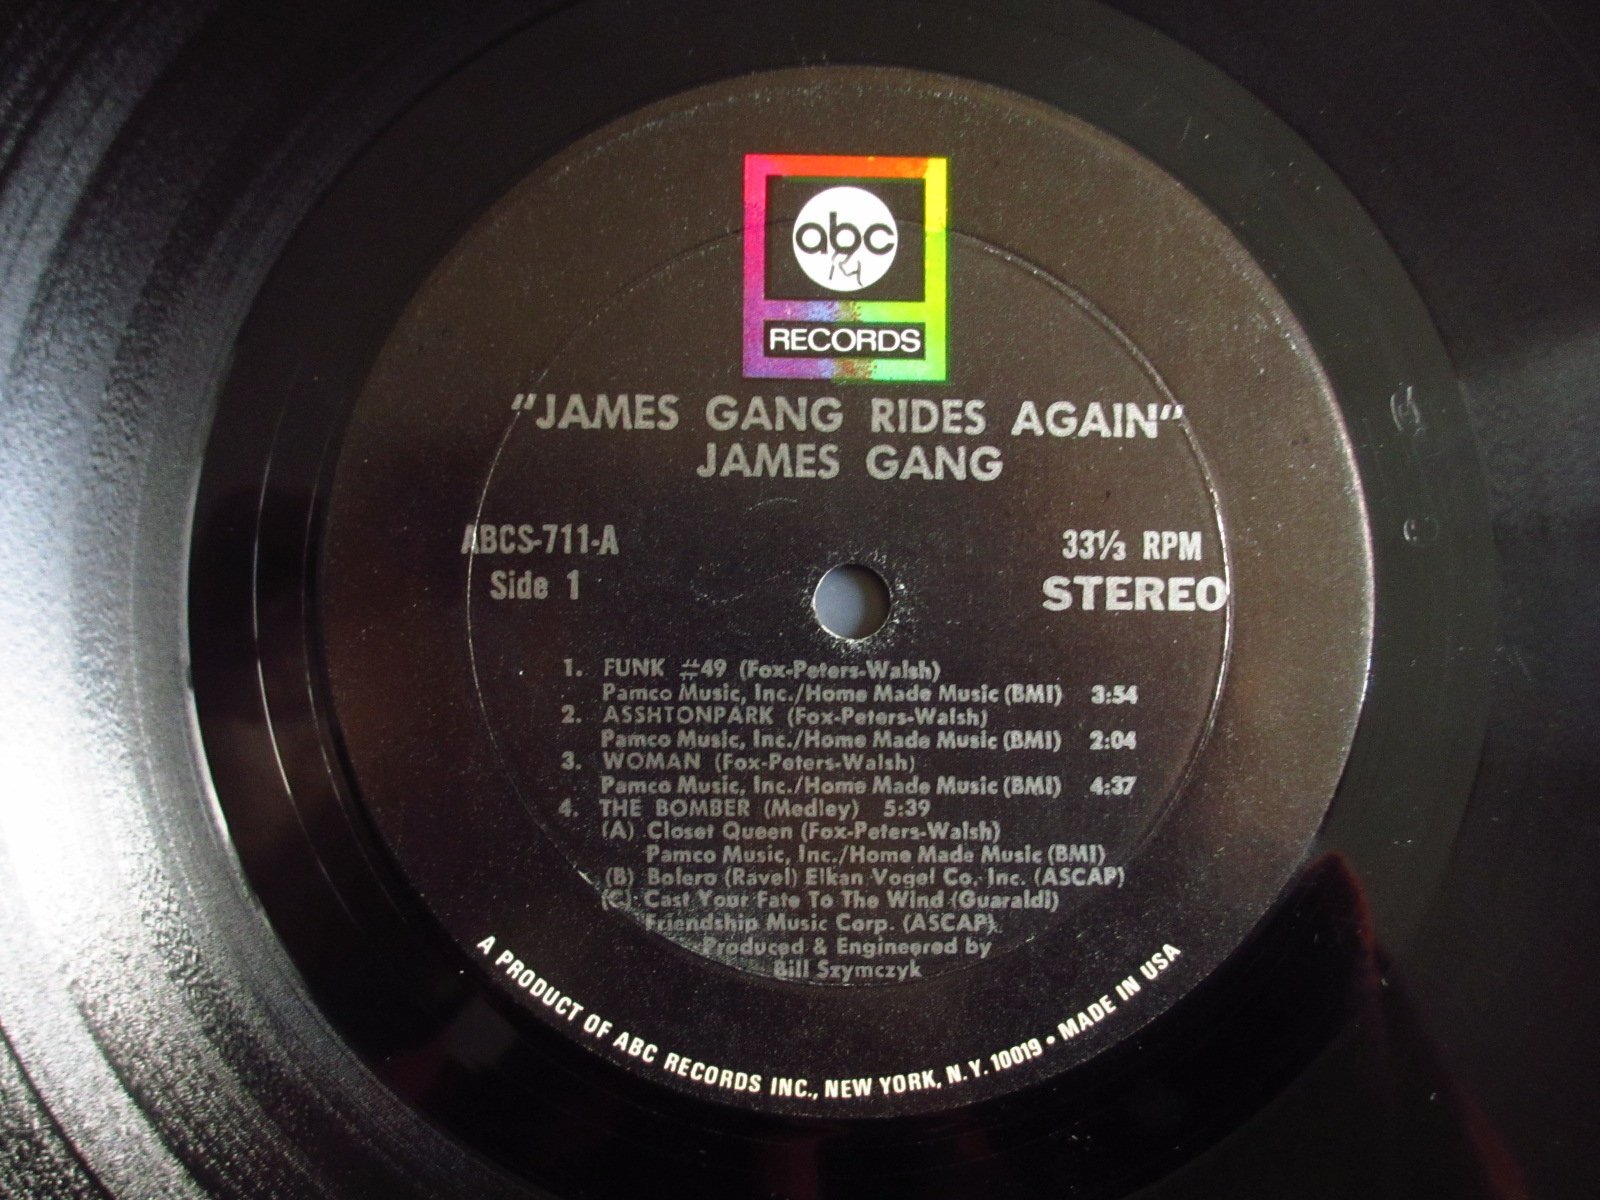 abc
RECORDS
"JAMES GANG RIDES AGAIN"
JAMES GANG
ABCS-711-A
Side 1
33⅓ RPM
STEREO
1. FUNK #49 (Fox-Peters-Walsh)
Pamco Music, Inc./Home Made Music (BMI) 3:54
2. ASSHTONPARK (Fox-Peters-Walsh)
Pamco Music, Inc./Home Made Music (BMI) 2:04
3. WOMAN (Fox-Peters-Walsh)
Pamco Music, Inc./Home Made Music (BMI) 4:37
4. THE BOMBER (Medley) 5:39
(A) Closet Queen (Fox-Peters-Walsh)
Pamco Music, Inc./Home Made Music (BMI)
(B) Bolero (Ravel) Elkan Vogel Co. Inc. (ASCAP)
(C) Cast Your Fate To The Wind (Guaraldi)
Friendship Music Corp. (ASCAP)
Produced & Engineered by
Bill Szymczyk
A PRODUCT OF ABC RECORDS INC., NEW YORK, N.Y. 10019 • MADE IN USA